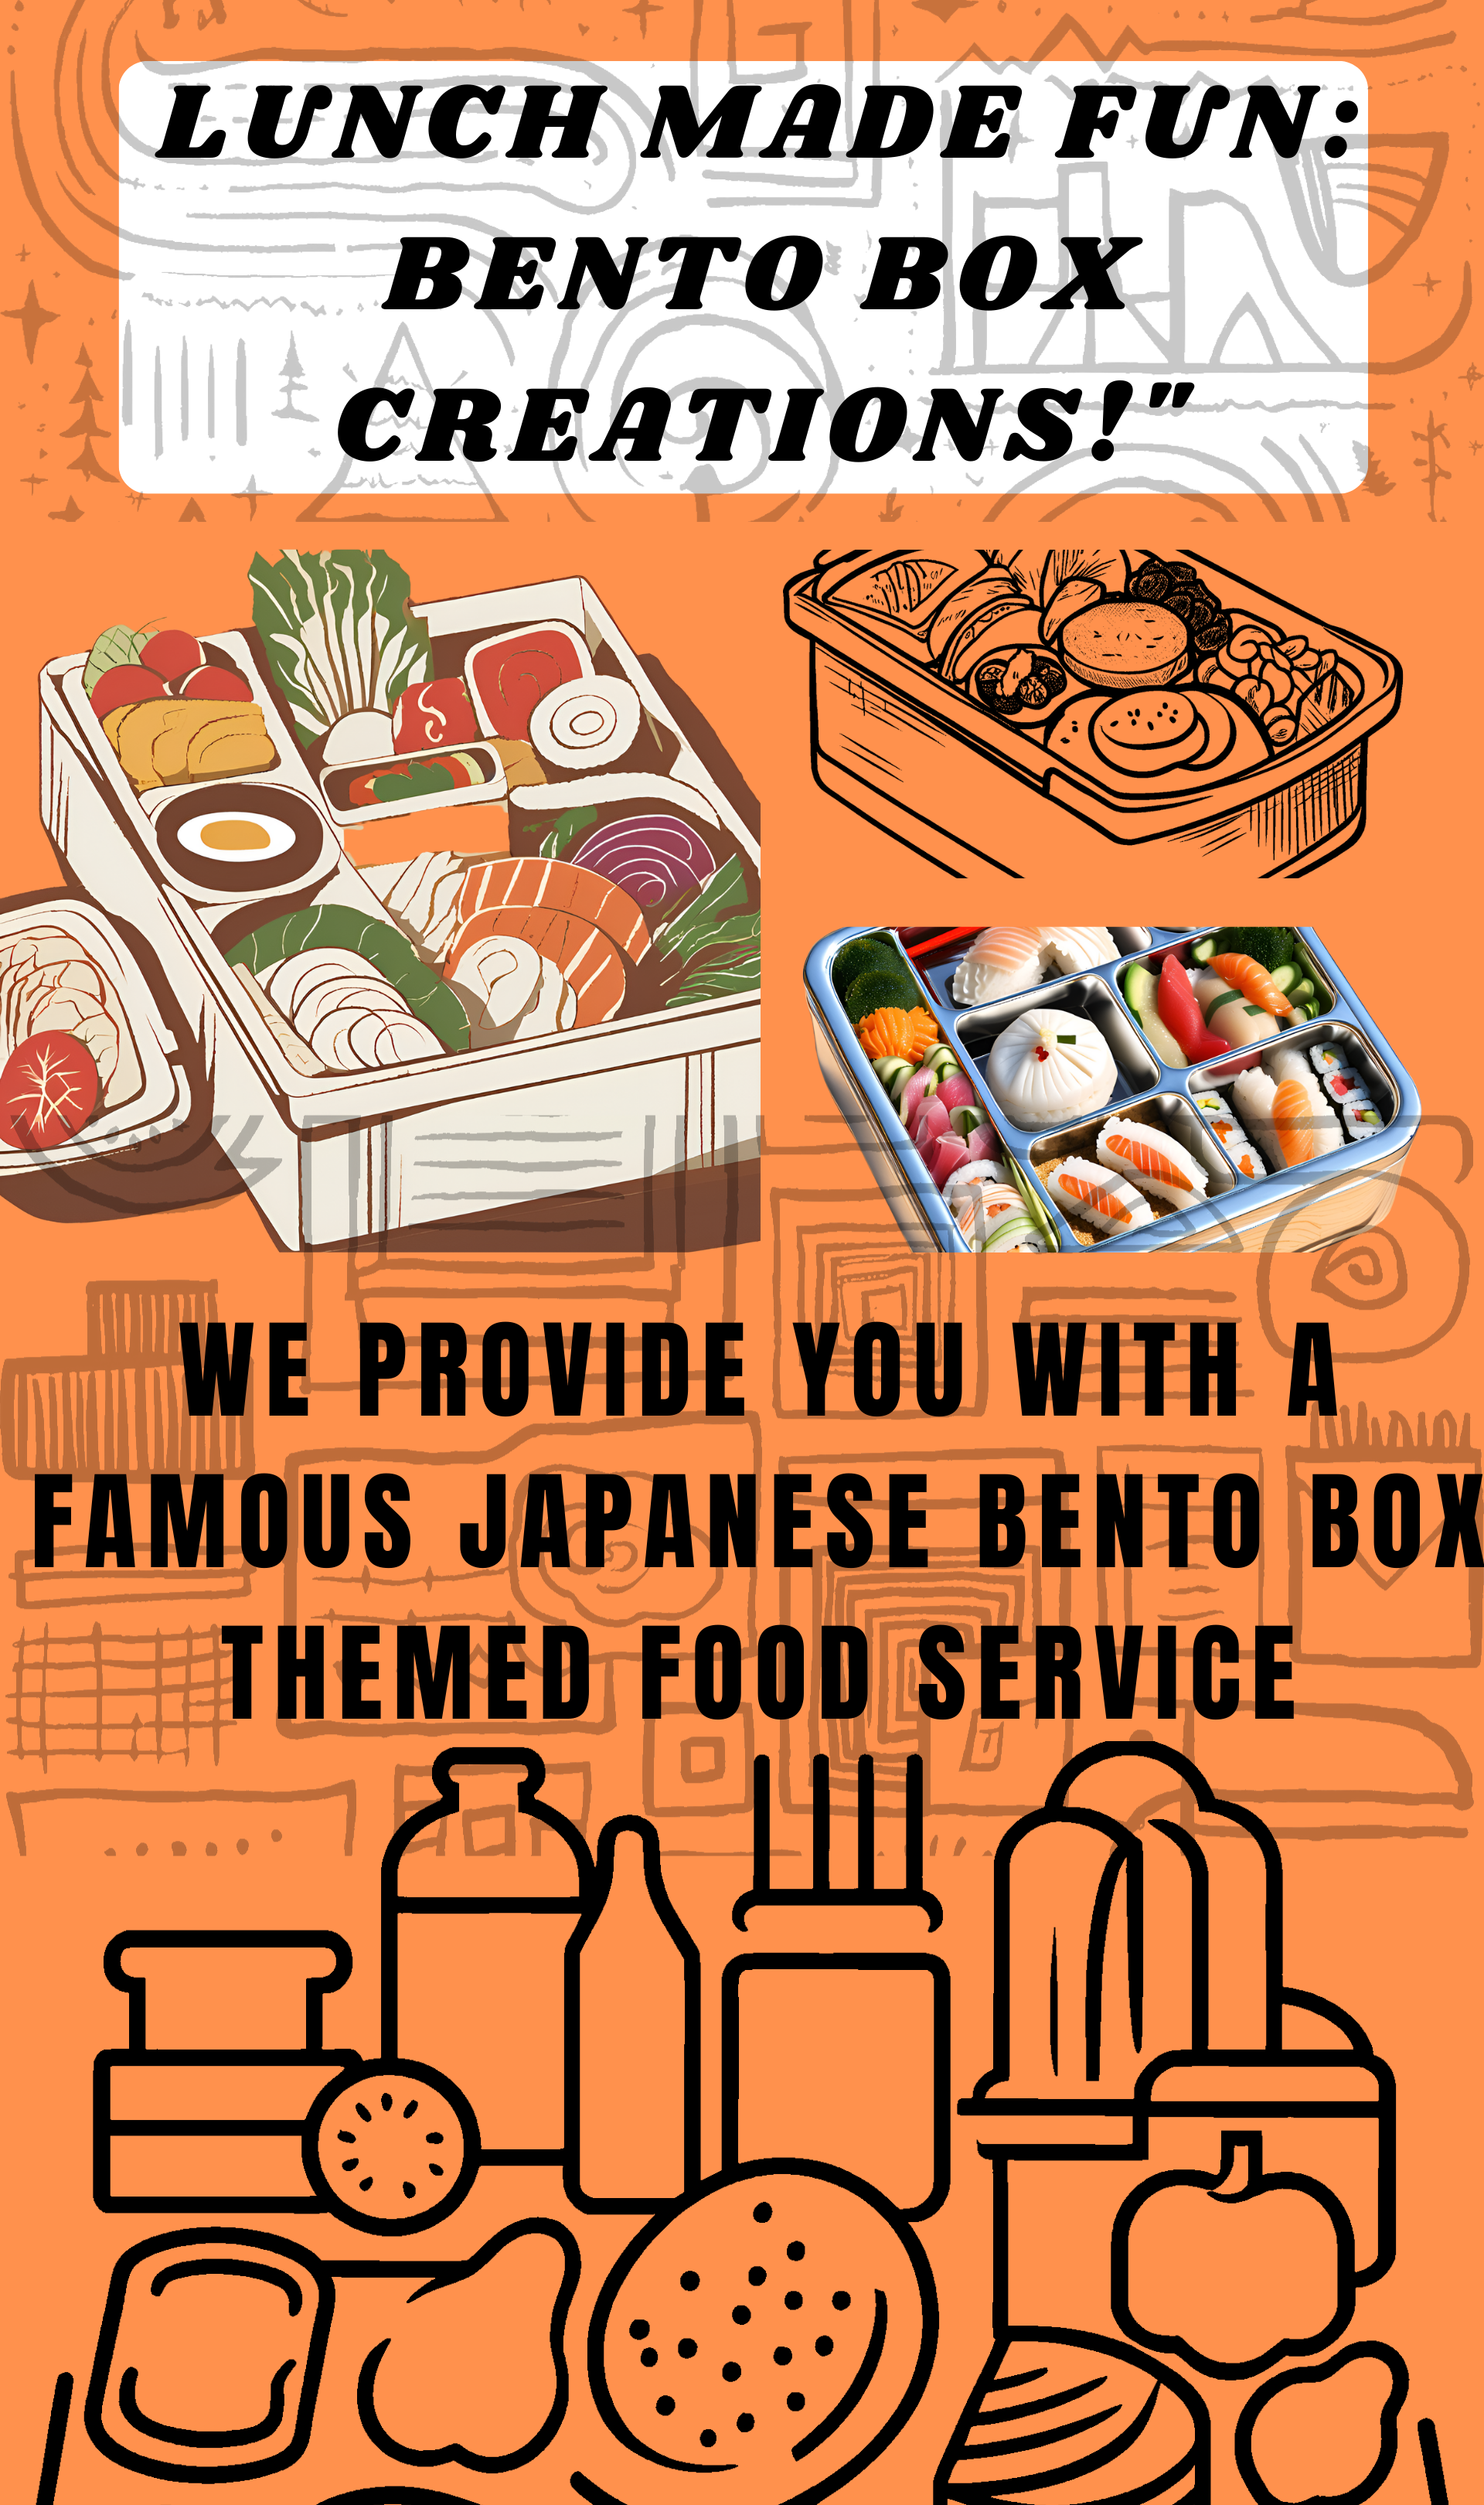 LUNCH MADE FUN:
BENTO BOX
CREATIONS!"
WE PROVIDE YOU WITH A
FAMOUS JAPANESE BENTO BOX
THEMED FOOD SERVICE